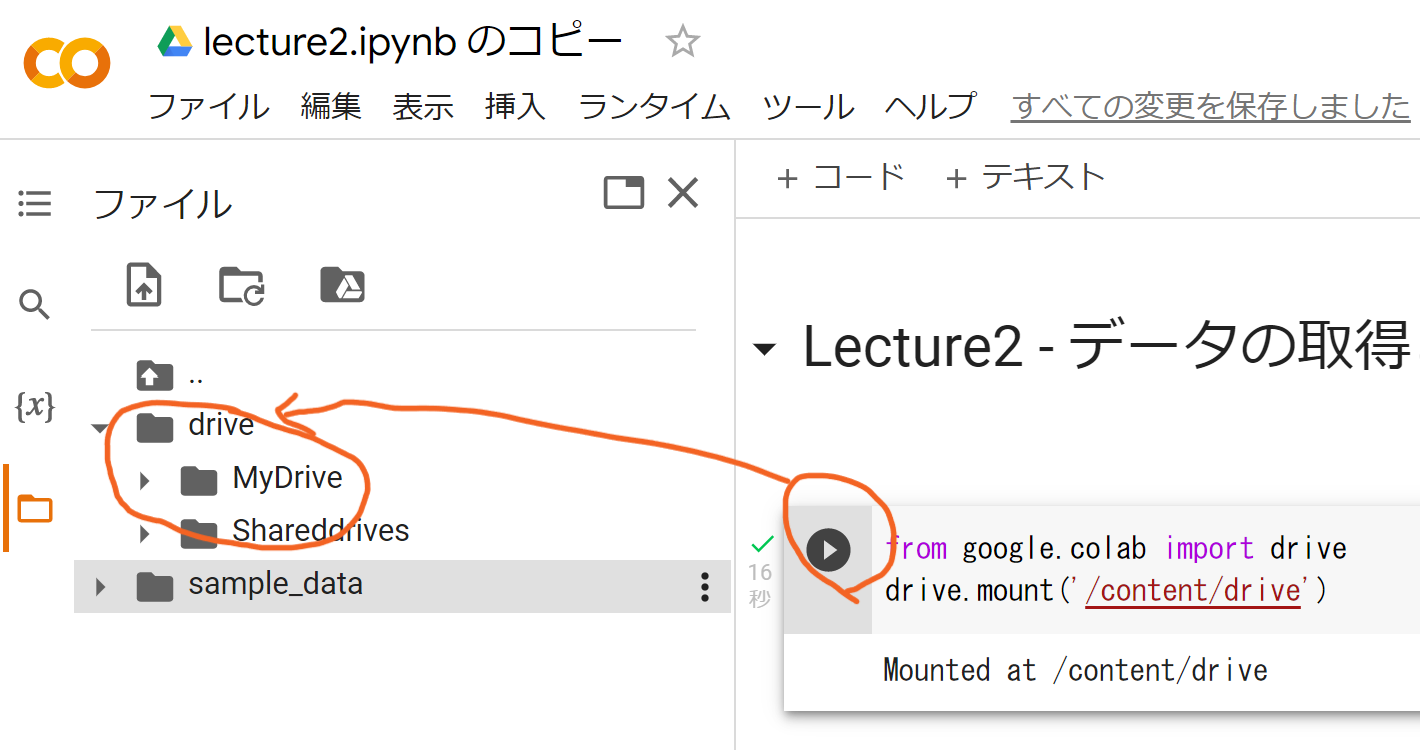 lecture2.ipynb のコピー
ファイル 編集 表示 挿入 ランタイム ツール ヘルプ すべての変更を保存しました
ファイル
{x}
..
drive
MyDrive
Shareddrives
sample_data
+ コード + テキスト
Lecture2 - データの取得
16
秒
from google.colab import drive
drive.mount('/content/drive')
Mounted at /content/drive